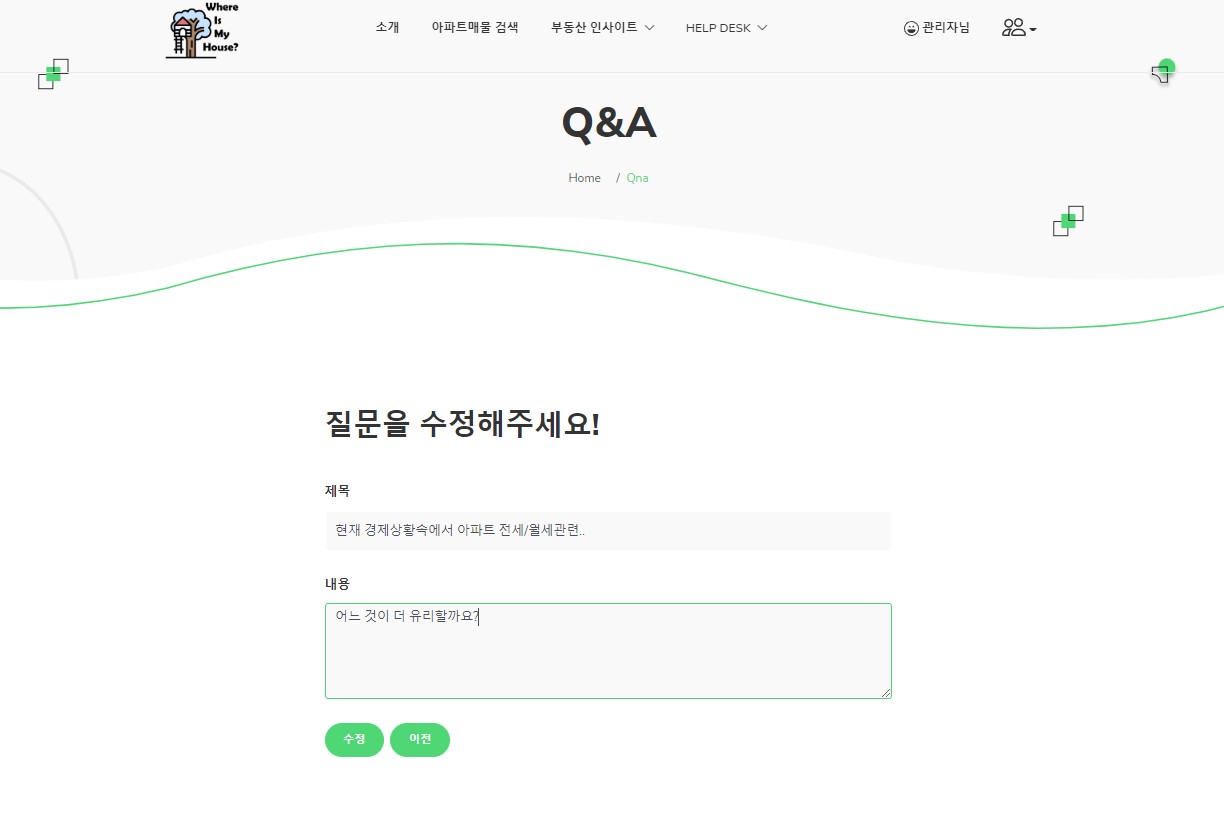 Where
Is
My
House?
소개 아파트매물 검색 부동산 인사이트 HELP DESK 관리자님
Q&A
Home / Qna
질문을 수정해주세요!
제목
현재 경제상황속에서 아파트 전세/월세관련..
내용
어느 것이 더 유리할까요?
수정 이전